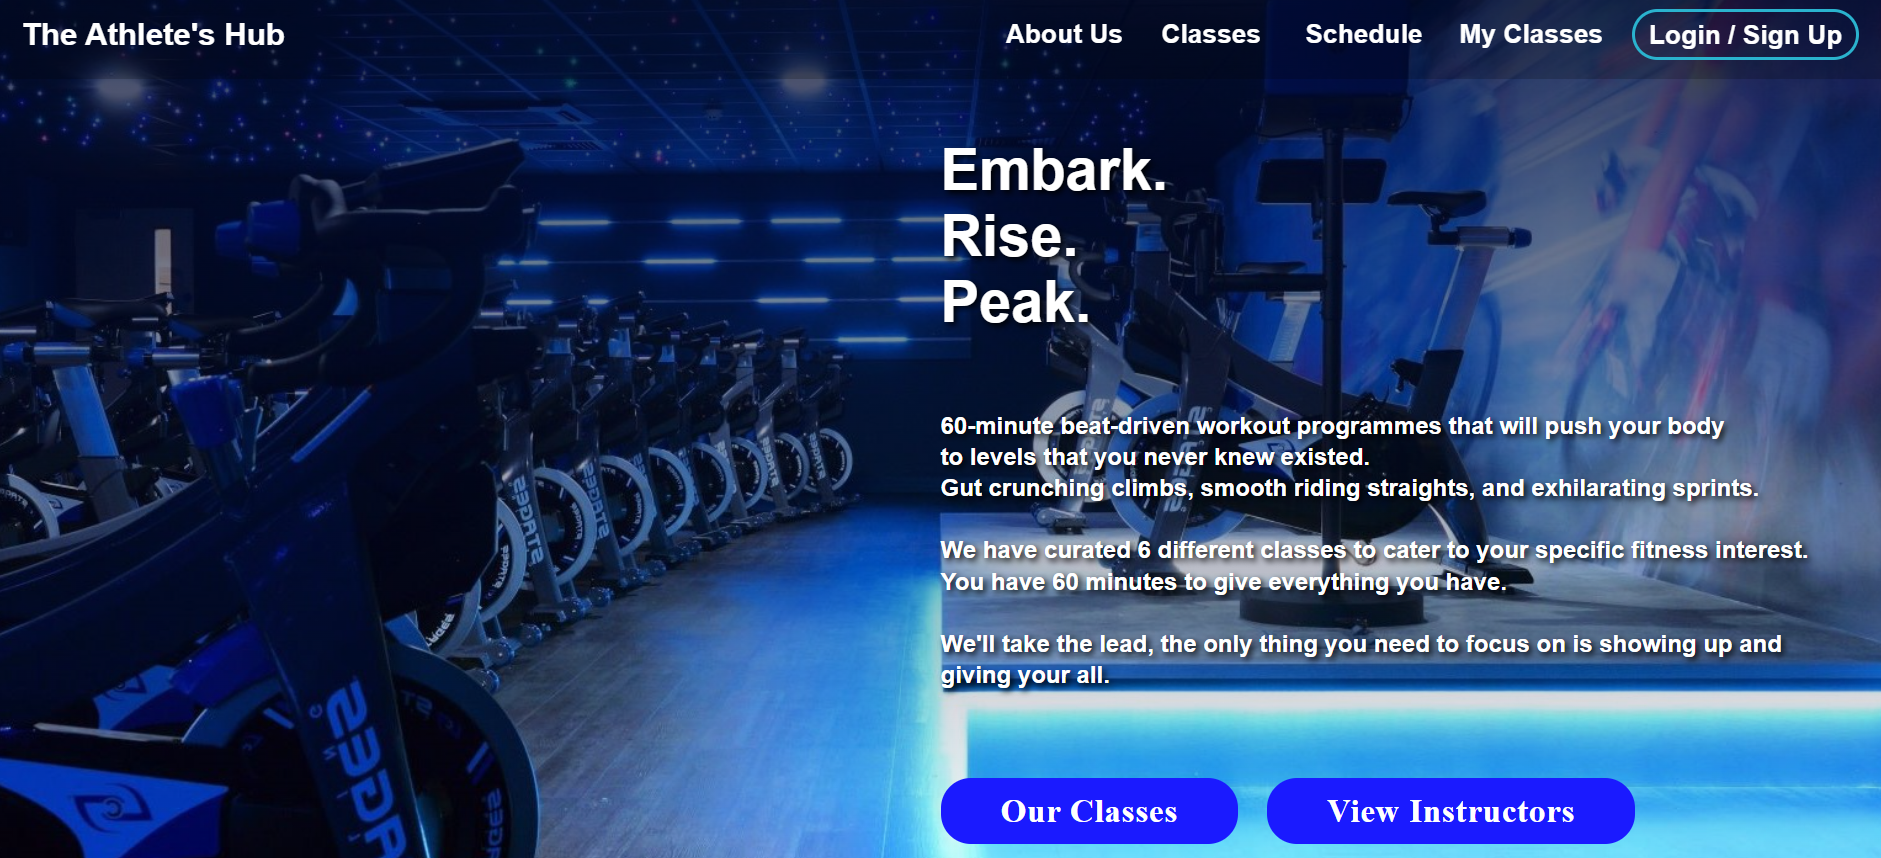 The Athlete's Hub
About Us Classes Schedule My Classes Login / Sign Up
Embark.
Rise.
Peak.
60-minute beat-driven workout programmes that will push your body
to levels that you never knew existed.
Gut crunching climbs, smooth riding straights, and exhilarating sprints.
We have curated 6 different classes to cater to your specific fitness interest.
You have 60 minutes to give everything you have.
We'll take the lead, the only thing you need to focus on is showing up and
giving your all.
Our Classes View Instructors